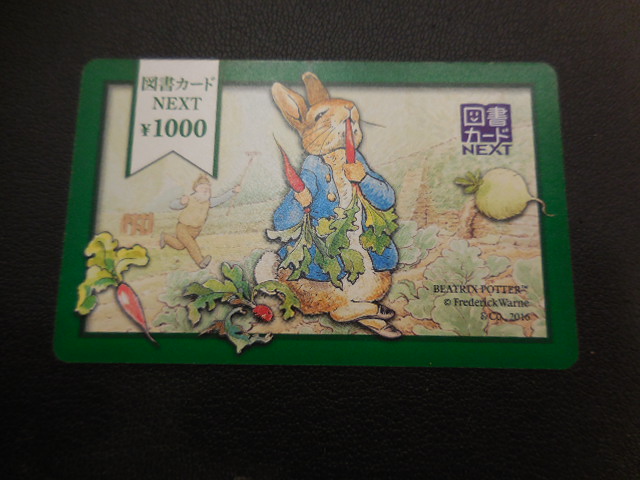 図書カード
NEXT
¥1000
図書
カード
NEXT
BEATRIX POTTER™
© Frederick Warne
& Co., 2016